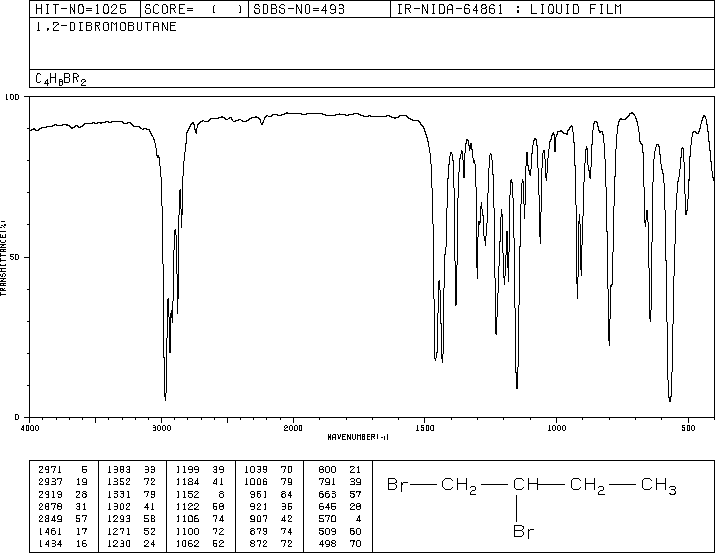 HIT-NO=1025 SCORE= ( ) SDBS-NO=493 IR-NIDA-64861 : LIQUID FILM
1,2-DIBROMOBUTANE
C4H8BR2
100
50
0
TRANSMITTANCE(%)
4000 3000 2000 1500 1000 500
WAVENUMBER(-1)
2971 5 1383 33 1199 39 1039 70 800 21
2937 19 1352 72 1184 41 1006 79 791 39
2919 28 1331 79 1152 8 961 84 663 57
2878 31 1302 41 1122 58 921 35 645 28
2849 57 1293 58 1106 74 907 42 570 4
1461 17 1271 52 1100 72 879 74 509 60
1434 16 1230 24 1062 52 872 72 498 70
Br CH2 CH CH2 CH3
Br